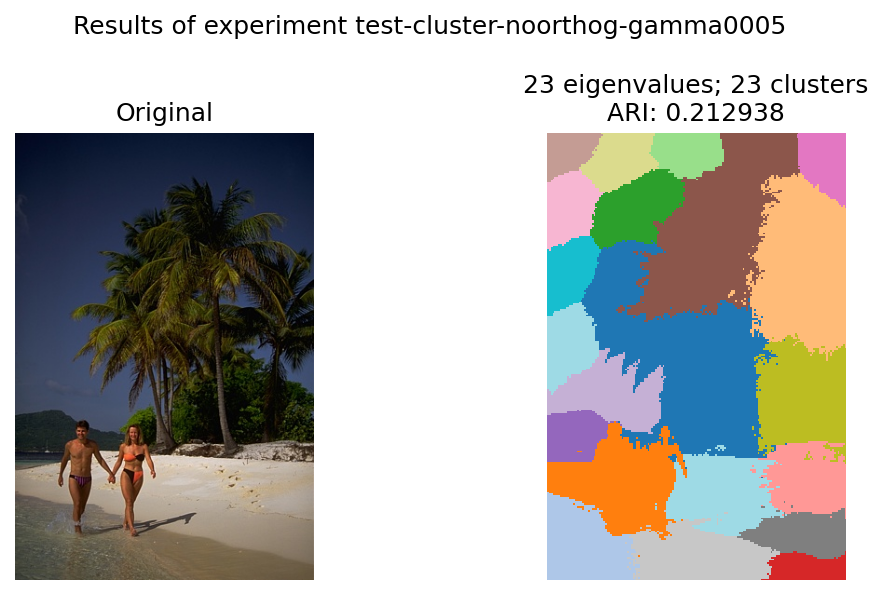 Results of experiment test-cluster-noorthog-gamma0005
Original
23 eigenvalues; 23 clusters
ARI: 0.212938